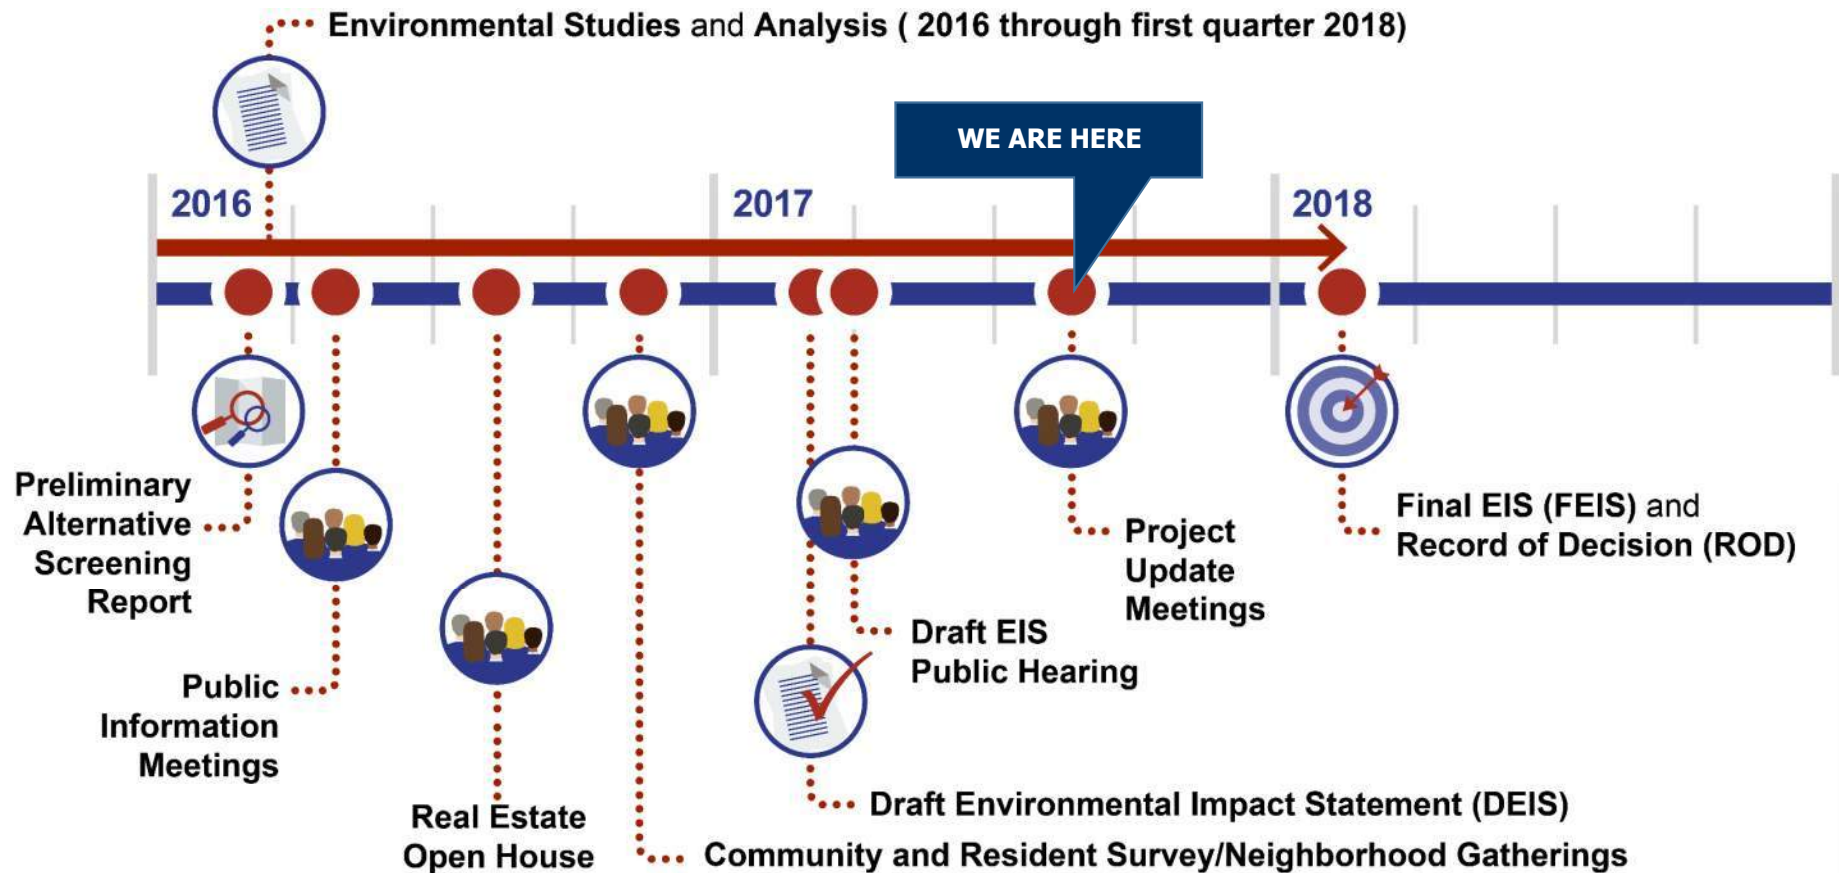 Environmental Studies and Analysis ( 2016 through first quarter 2018)
WE ARE HERE
2016
2017
2018
Preliminary
Alternative
Screening
Report
Public
Information
Meetings
Real Estate
Open House
Community and Resident Survey/Neighborhood Gatherings
Draft Environmental Impact Statement (DEIS)
Draft EIS
Public Hearing
Project
Update
Meetings
Final EIS (FEIS) and
Record of Decision (ROD)